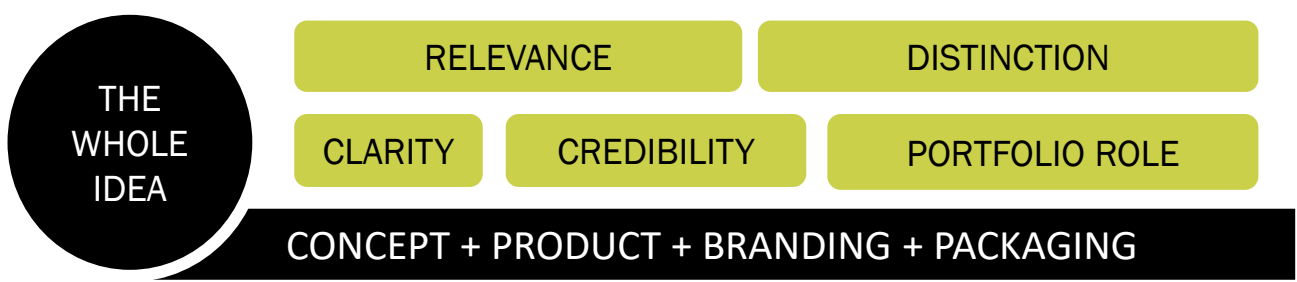 THE
WHOLE
IDEA
RELEVANCE
DISTINCTION
CLARITY
CREDIBILITY
PORTFOLIO ROLE
CONCEPT + PRODUCT + BRANDING + PACKAGING